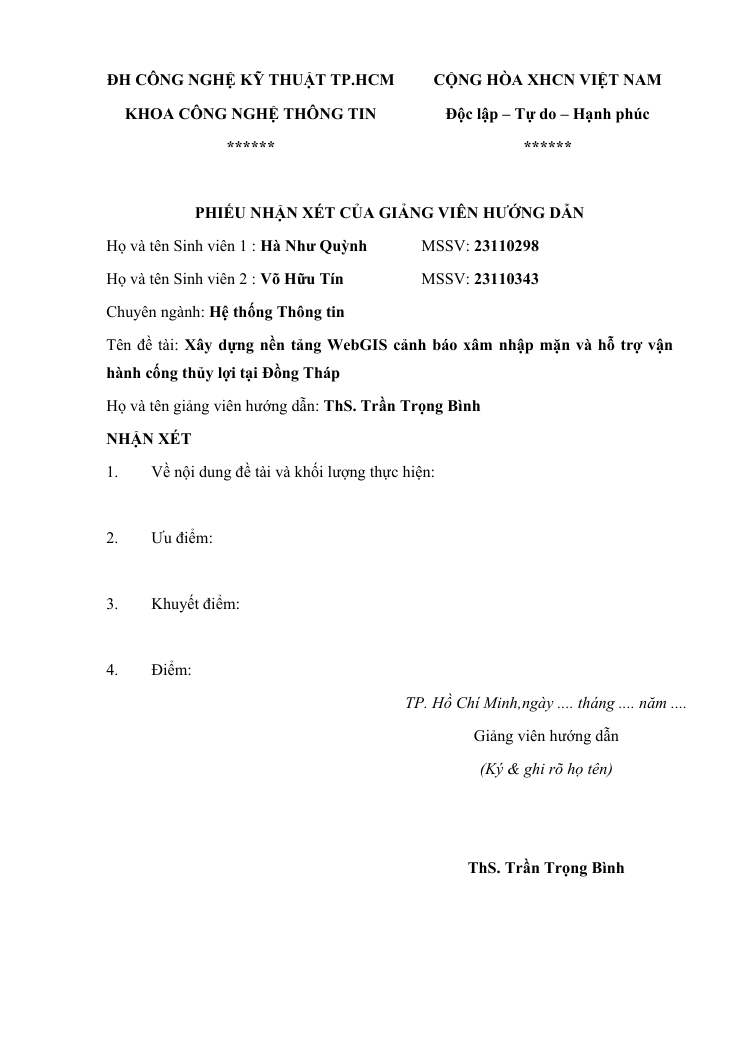 ĐH CÔNG NGHỆ KỸ THUẬT TP.HCM
KHOA CÔNG NGHỆ THÔNG TIN
******
CỘNG HÒA XHCN VIỆT NAM
Độc lập – Tự do – Hạnh phúc
******
PHIẾU NHẬN XÉT CỦA GIẢNG VIÊN HƯỚNG DẪN
Họ và tên Sinh viên 1 : Hà Như Quỳnh MSSV: 23110298
Họ và tên Sinh viên 2 : Võ Hữu Tín MSSV: 23110343
Chuyên ngành: Hệ thống Thông tin
Tên đề tài: Xây dựng nền tảng WebGIS cảnh báo xâm nhập mặn và hỗ trợ vận
hành cống thủy lợi tại Đồng Tháp
Họ và tên giảng viên hướng dẫn: ThS. Trần Trọng Bình
NHẬN XÉT
1. Về nội dung đề tài và khối lượng thực hiện:
2. Ưu điểm:
3. Khuyết điểm:
4. Điểm:
TP. Hồ Chí Minh,ngày .... tháng .... năm ....
Giảng viên hướng dẫn
(Ký & ghi rõ họ tên)
ThS. Trần Trọng Bình